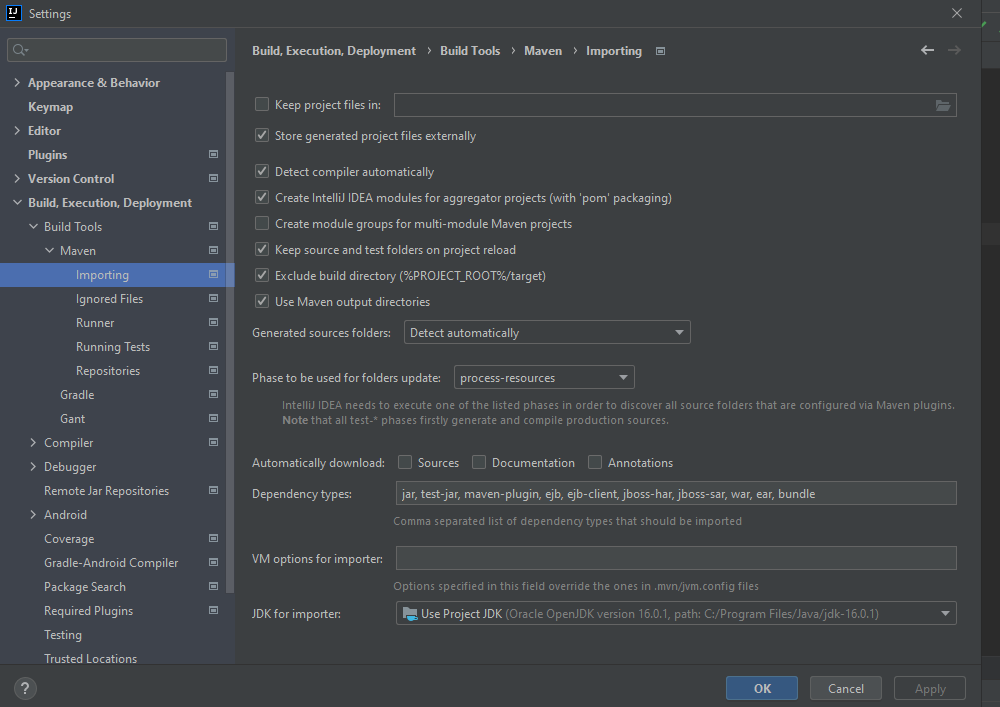 IJ Settings
Appearance & Behavior
Keymap
Editor
Plugins
Version Control
Build, Execution, Deployment
Build Tools
Maven
Importing
Ignored Files
Runner
Running Tests
Repositories
Gradle
Gant
Compiler
Debugger
Remote Jar Repositories
Android
Coverage
Gradle-Android Compiler
Package Search
Required Plugins
Testing
Trusted Locations
?
Build, Execution, Deployment › Build Tools › Maven › Importing
Keep project files in:
Store generated project files externally
Detect compiler automatically
Create IntelliJ IDEA modules for aggregator projects (with 'pom' packaging)
Create module groups for multi-module Maven projects
Keep source and test folders on project reload
Exclude build directory (%PROJECT_ROOT%/target)
Use Maven output directories
Generated sources folders: Detect automatically
Phase to be used for folders update: process-resources
IntelliJ IDEA needs to execute one of the listed phases in order to discover all source folders that are configured via Maven plugins.
Note that all test-* phases firstly generate and compile production sources.
Automatically download: Sources Documentation Annotations
Dependency types: jar, test-jar, maven-plugin, ejb, ejb-client, jboss-har, jboss-sar, war, ear, bundle
Comma separated list of dependency types that should be imported
VM options for importer:
Options specified in this field override the ones in .mvn/jvm.config files
JDK for importer: Use Project JDK (Oracle OpenJDK version 16.0.1, path: C:/Program Files/Java/jdk-16.0.1)
OK Cancel Apply